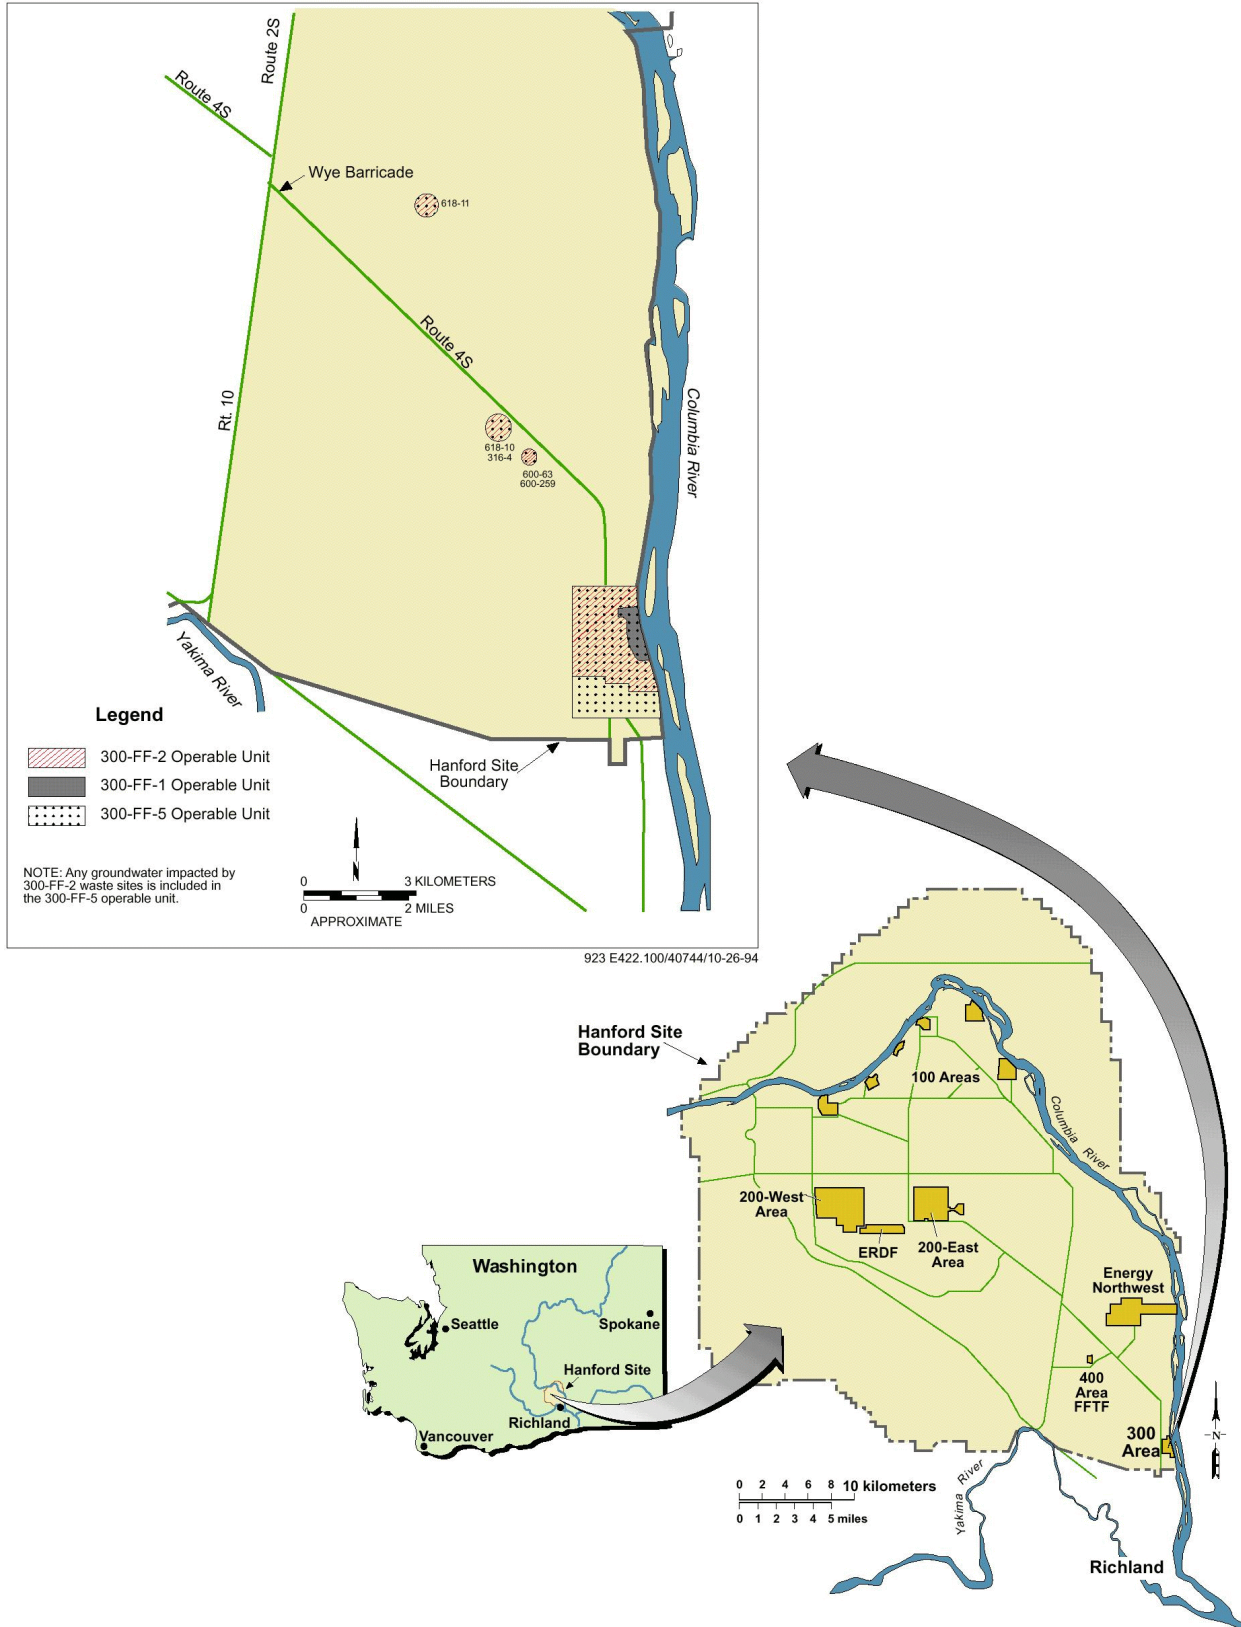 Route 2S
Route 4S
Wye Barricade
618-11
Route 4S
Rt. 10
Columbia River
618-10
316-4
600-63
600-259
Yakima River
Legend
300-FF-2 Operable Unit
300-FF-1 Operable Unit
300-FF-5 Operable Unit
Hanford Site
Boundary
NOTE: Any groundwater impacted by
300-FF-2 waste sites is included in
the 300-FF-5 operable unit.
N
0 3 KILOMETERS
0 2 MILES
APPROXIMATE
923 E422.100/40744/10-26-94
Hanford Site
Boundary
100 Areas
Columbia River
200-West
Area
ERDF
200-East
Area
Energy
Northwest
400
Area
FFTF
300
Area
N
Washington
Seattle
Spokane
Hanford Site
Richland
Vancouver
0 2 4 6 8 10 kilometers
0 1 2 3 4 5 miles
Yakima River
Richland